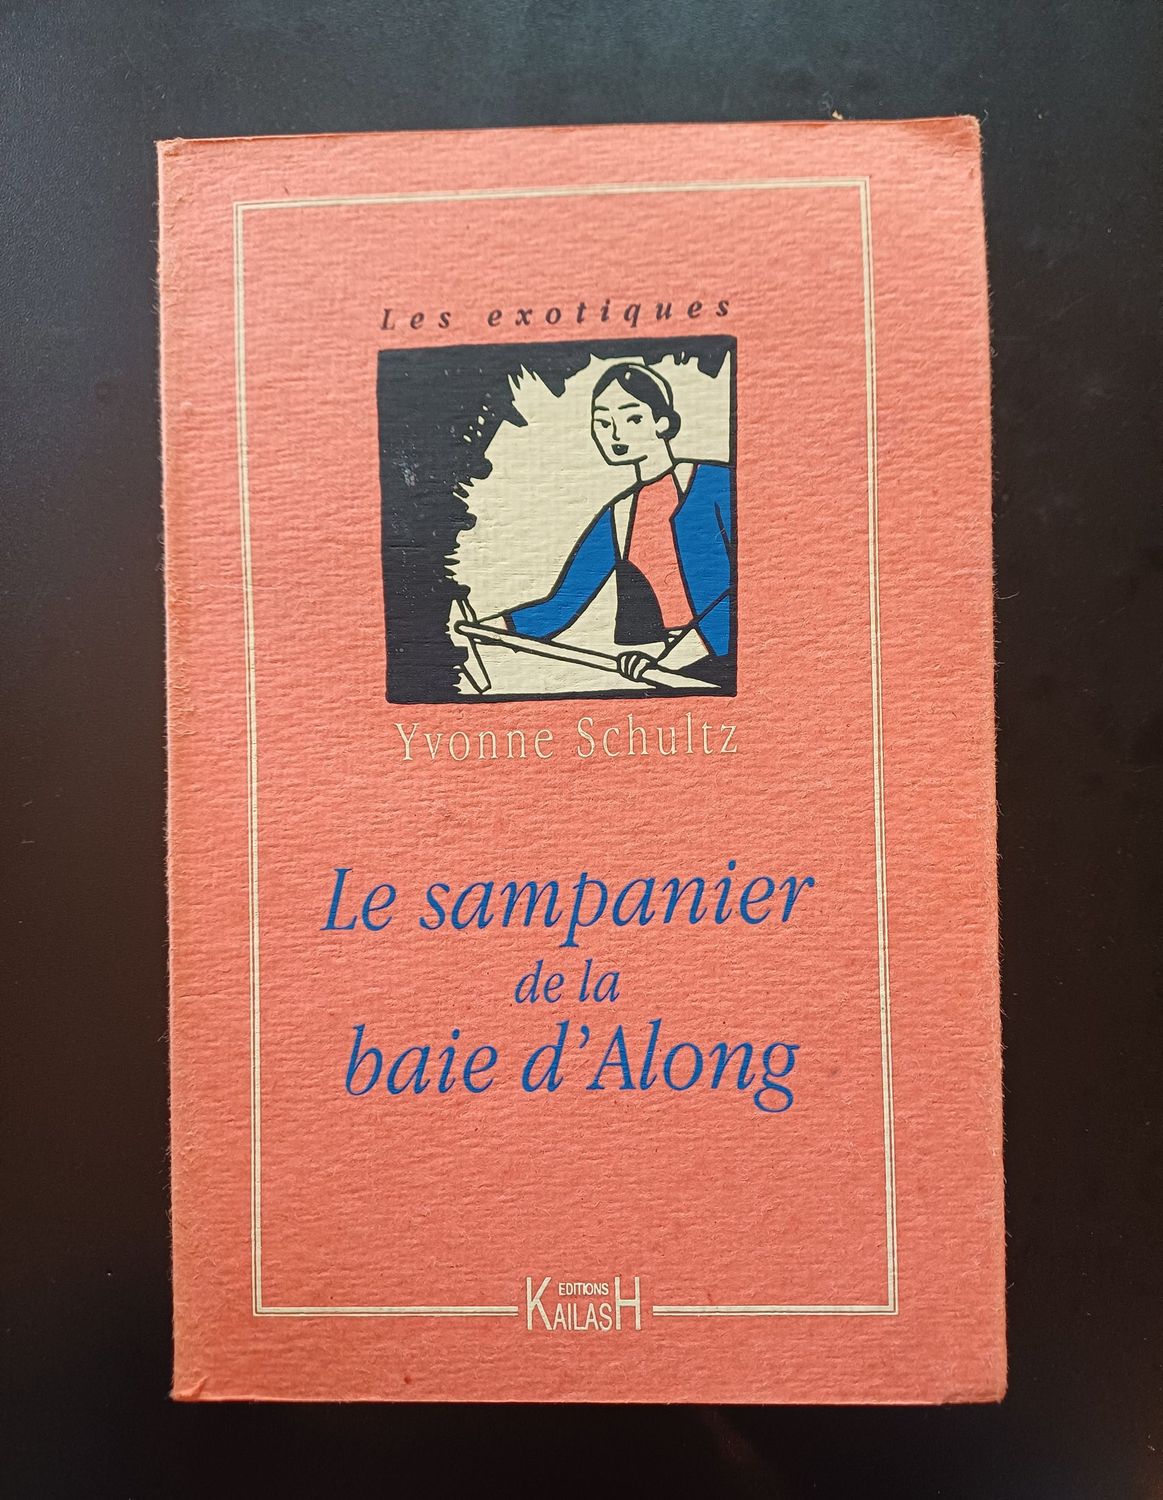 Les exotiques
Yvonne Schultz
Le sampanier
de la
baie d'Along
EDITIONS
KAILASH